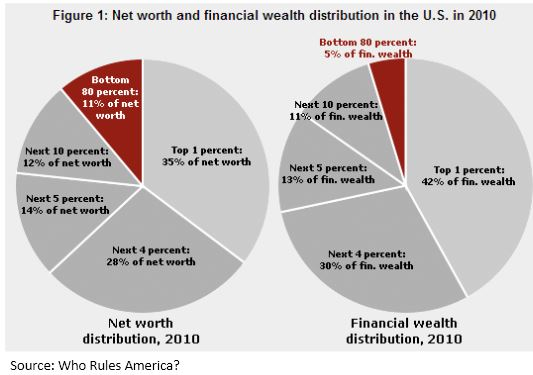 Figure 1: Net worth and financial wealth distribution in the U.S. in 2010
Bottom
80 percent:
11% of net
worth
Next 10 percent:
12% of net worth
Next 5 percent:
14% of net worth
Next 4 percent:
28% of net worth
Top 1 percent:
35% of net worth
Net worth
distribution, 2010
Bottom 80 percent:
5% of fin. wealth
Next 10 percent:
11% of fin. wealth
Next 5 percent:
13% of fin. wealth
Next 4 percent:
30% of fin. wealth
Top 1 percent:
42% of fin. wealth
Financial wealth
distribution, 2010
Source: Who Rules America?